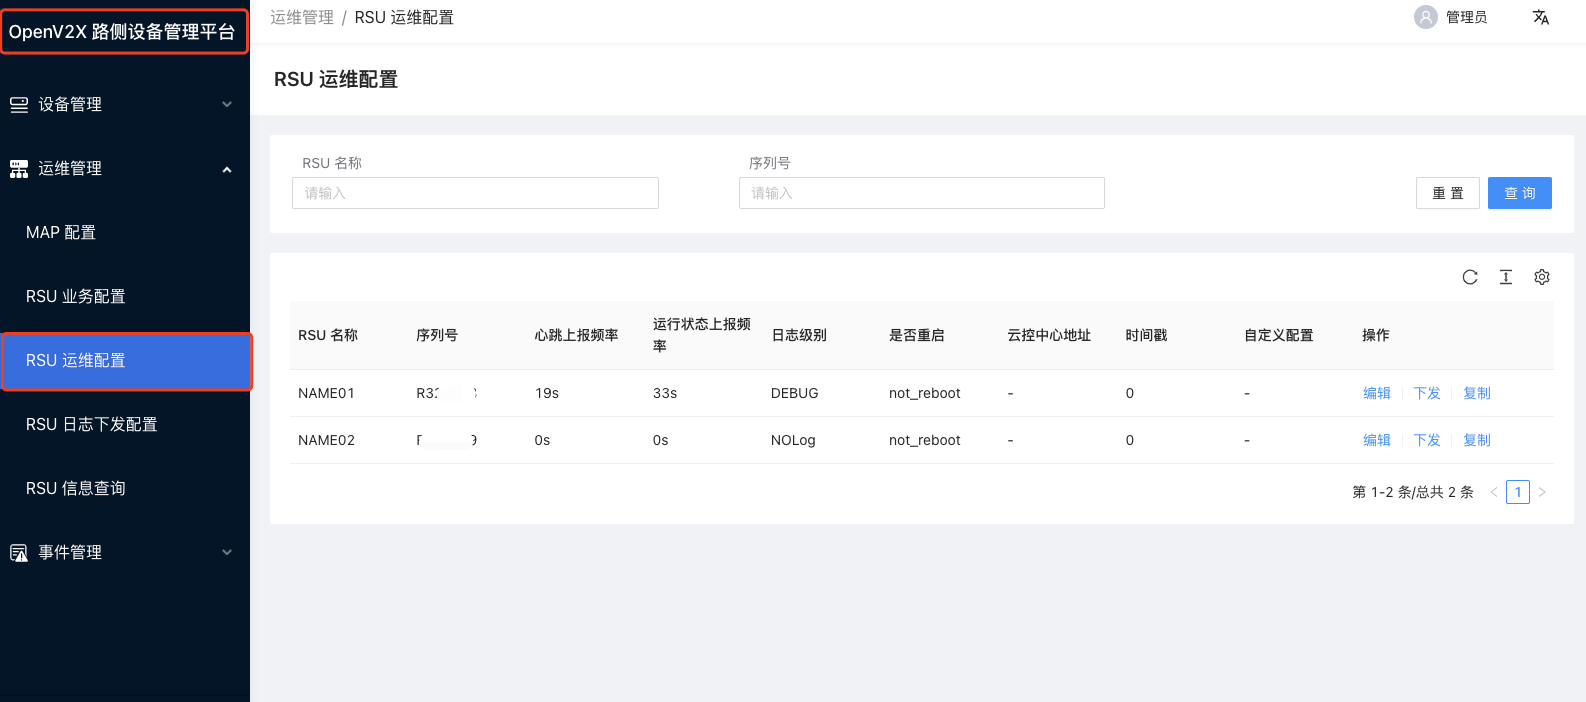 OpenV2X 路侧设备管理平台
设备管理
运维管理
MAP 配置
RSU 业务配置
RSU 运维配置
RSU 日志下发配置
RSU 信息查询
事件管理
运维管理 / RSU 运维配置
管理员
RSU 运维配置
RSU 名称 序列号
请输入 请输入 重 置 查 询
RSU 名称 序列号 心跳上报频率 运行状态上报频率 日志级别 是否重启 云控中心地址 时间戳 自定义配置 操作
NAME01 19s 33s DEBUG not_reboot - 0 - 编辑 下发 复制
NAME02 0s 0s NOLog not_reboot - 0 - 编辑 下发 复制
第 1-2 条/总共 2 条 < 1 >